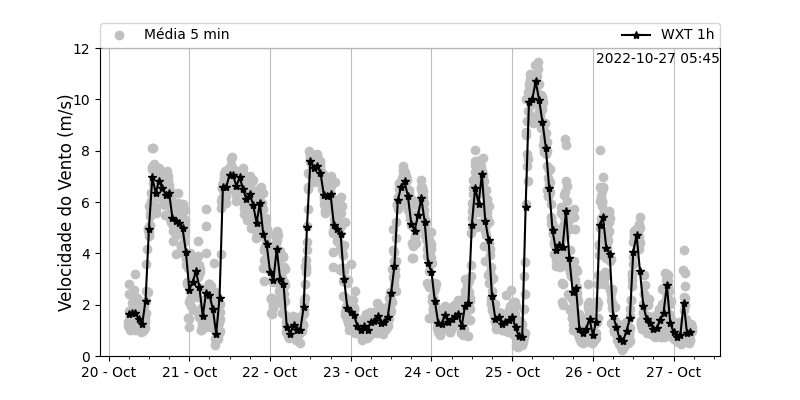 Média 5 min
WXT 1h
2022-10-27 05:45
Velocidade do Vento (m/s)
12
10
8
6
4
2
0
20 - Oct
21 - Oct
22 - Oct
23 - Oct
24 - Oct
25 - Oct
26 - Oct
27 - Oct